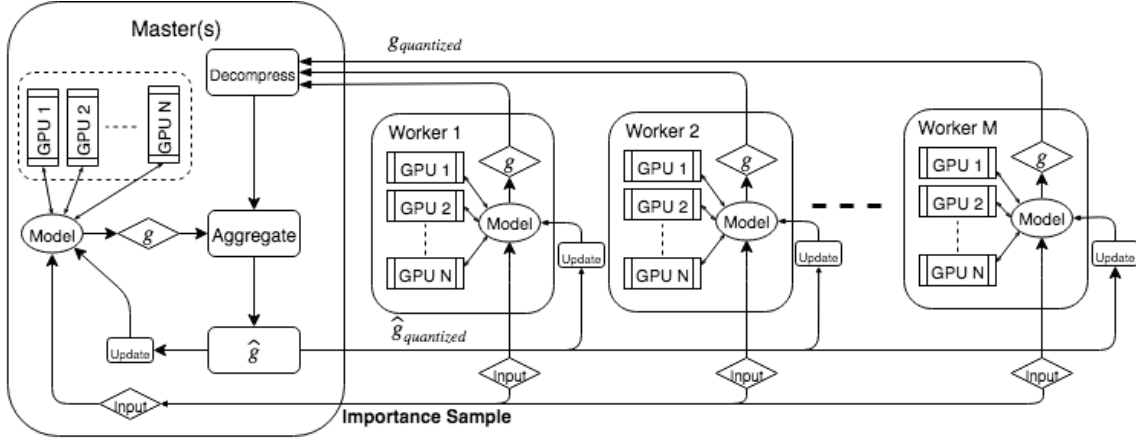 Master(s)
Decompress
GPU 1
GPU 2
GPU N
Model
g
Aggregate
Update
ĝ
Input
g quantized
Worker 1
GPU 1
GPU 2
GPU N
g
Model
Update
Input
Worker 2
GPU 1
GPU 2
GPU N
g
Model
Update
Input
Worker M
GPU 1
GPU 2
GPU N
g
Model
Update
Input
ĝ quantized
Importance Sample